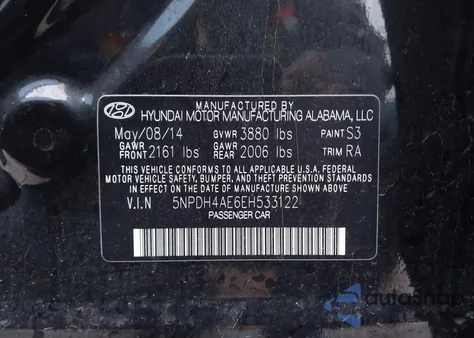 MANUFACTURED BY
HYUNDAI MOTOR MANUFACTURING ALABAMA, LLC
May/08/14 GVWR 3880 lbs PAINT S3
GAWR FRONT 2161 lbs GAWR REAR 2006 lbs TRIM RA
THIS VEHICLE CONFORMS TO ALL APPLICABLE U.S.A. FEDERAL
MOTOR VEHICLE SAFETY, BUMPER, AND THEFT PREVENTION
STANDARDS IN EFFECT ON THE DATE OF MANUFACTURE
SHOWN ABOVE.
V.I.N 5NPDH4AE6EH533122
PASSENGER CAR
autosnap